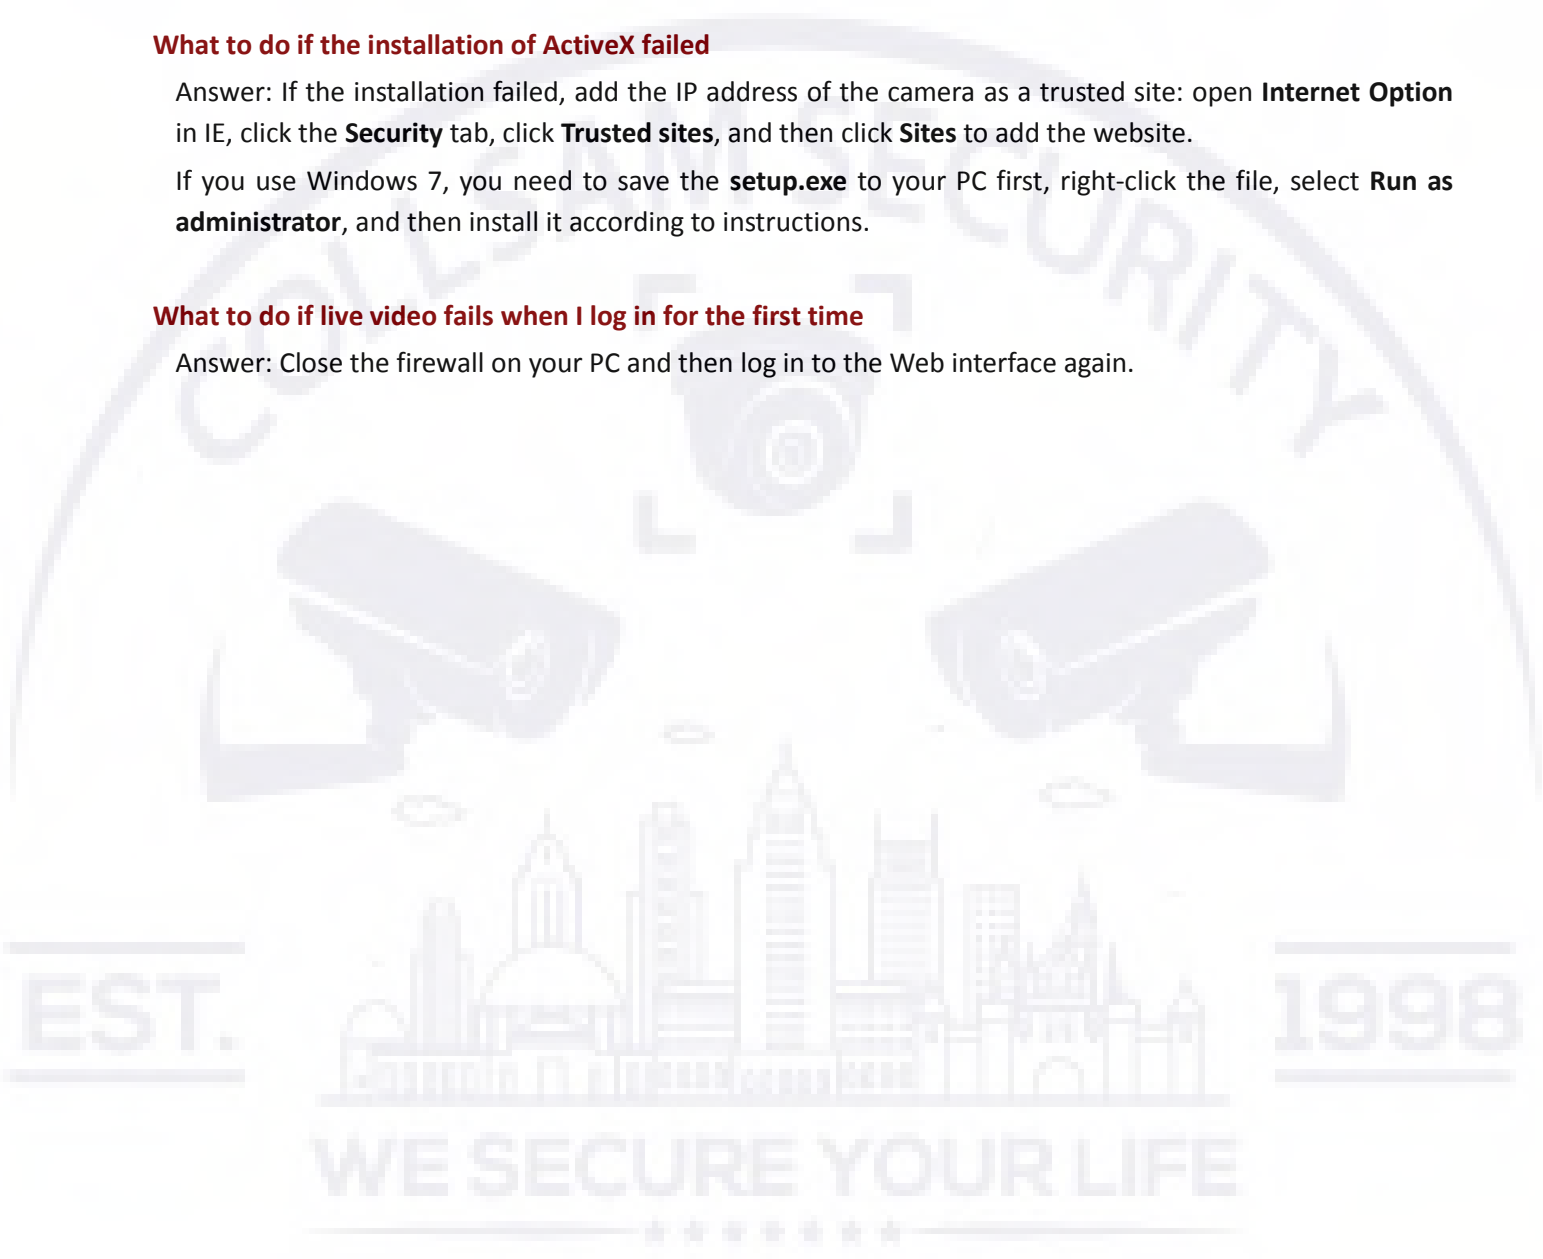 What to do if the installation of ActiveX failed
Answer: If the installation failed, add the IP address of the camera as a trusted site: open Internet Option
in IE, click the Security tab, click Trusted sites, and then click Sites to add the website.
If you use Windows 7, you need to save the setup.exe to your PC first, right-click the file, select Run as
administrator, and then install it according to instructions.
What to do if live video fails when I log in for the first time
Answer: Close the firewall on your PC and then log in to the Web interface again.
COLLSAM SECURITY
EST.
1998
WE SECURE YOUR LIFE